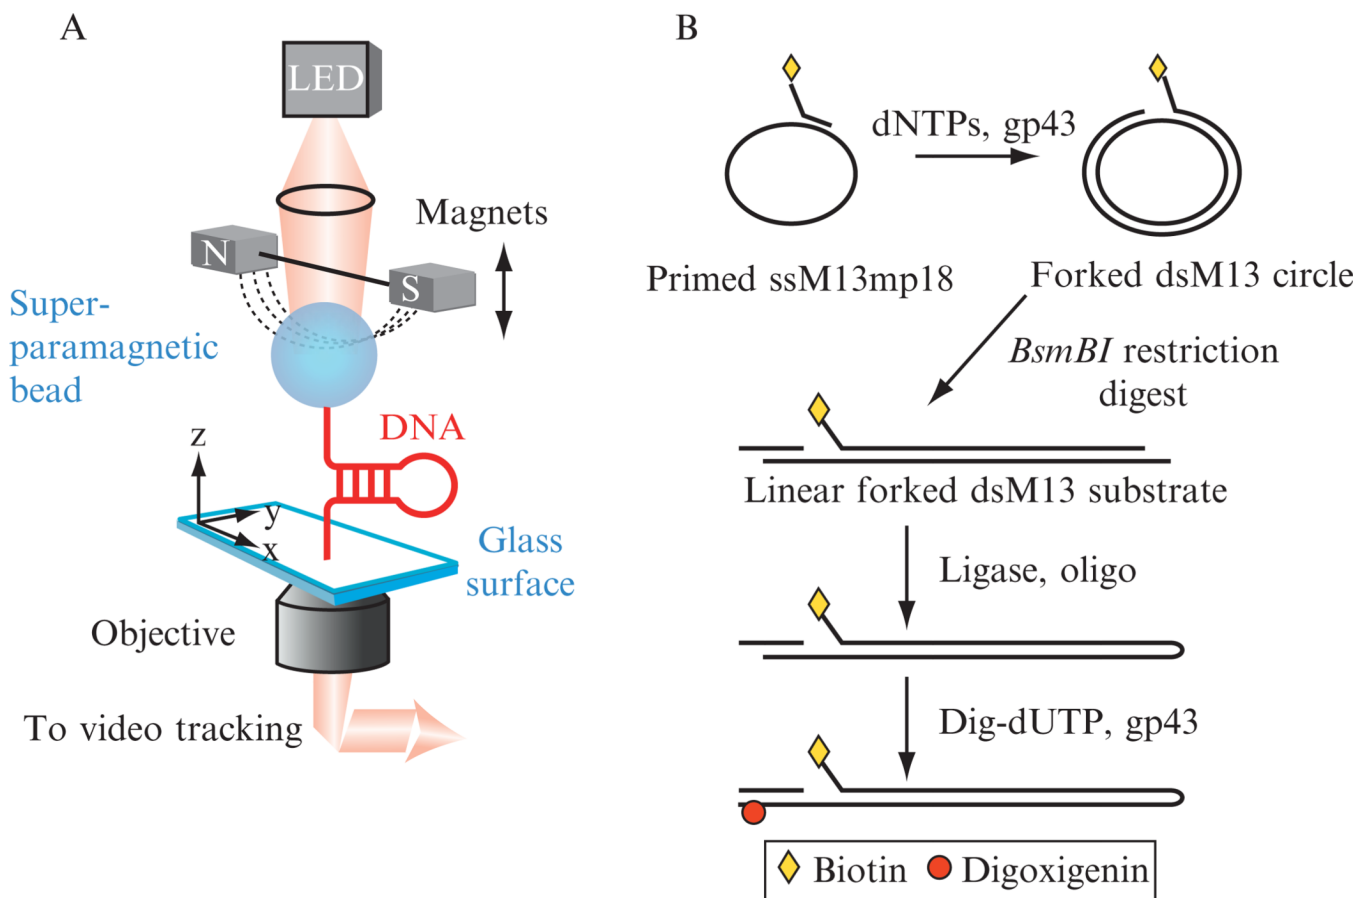 A
LED
N
S
Magnets
Super-
paramagnetic
bead
DNA
z
y
x
Glass
surface
Objective
To video tracking
B
dNTPs, gp43
Primed ssM13mp18
Forked dsM13 circle
BsmBI restriction
digest
Linear forked dsM13 substrate
Ligase, oligo
Dig-dUTP, gp43
Biotin
Digoxigenin